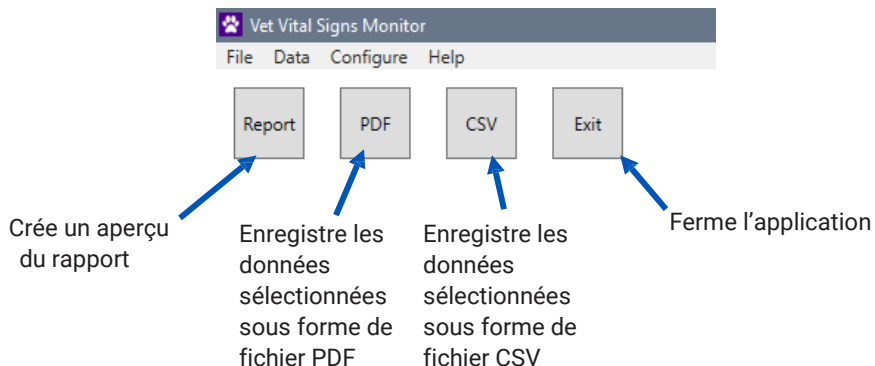 Vet Vital Signs Monitor
File Data Configure Help
Report PDF CSV Exit
Crée un aperçu
du rapport
Enregistre les
données
sélectionnées
sous forme de
fichier PDF
Enregistre les
données
sélectionnées
sous forme de
fichier CSV
Ferme l’application